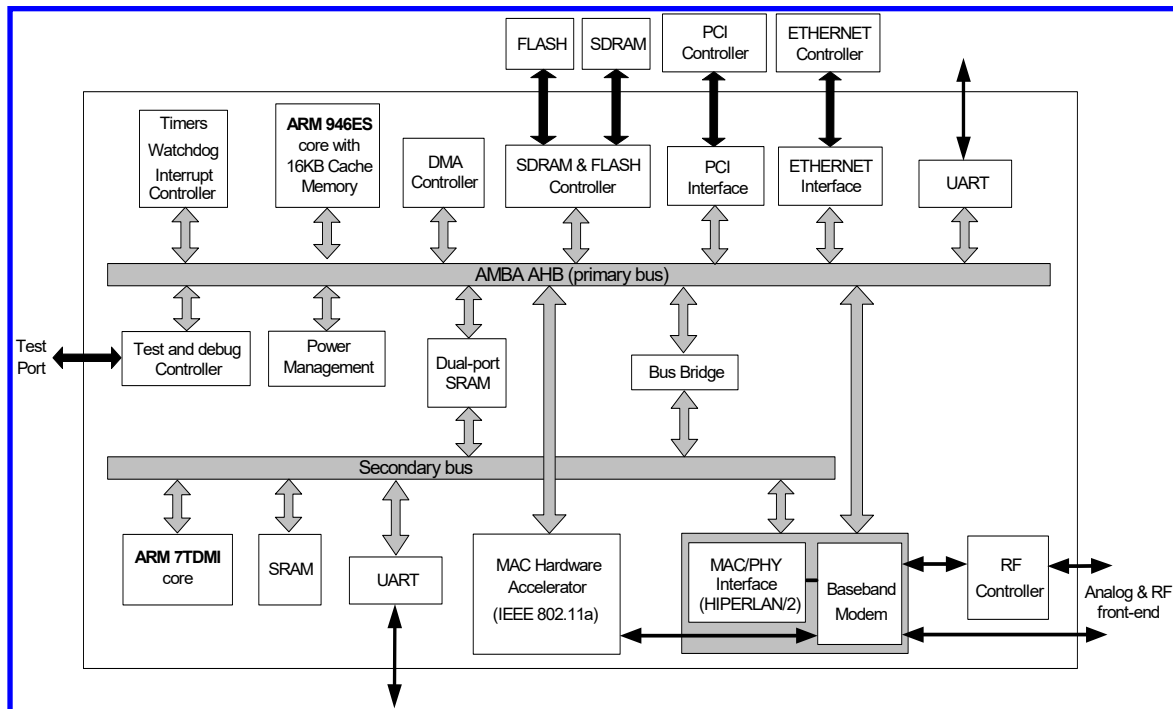 FLASH
SDRAM
PCI
Controller
ETHERNET
Controller
Timers
Watchdog
Interrupt
Controller
ARM 946ES
core with
16KB Cache
Memory
DMA
Controller
SDRAM & FLASH
Controller
PCI
Interface
ETHERNET
Interface
UART
AMBA AHB (primary bus)
Test
Port
Test and debug
Controller
Power
Management
Dual-port
SRAM
Bus Bridge
Secondary bus
ARM 7TDMI
core
SRAM
UART
MAC Hardware
Accelerator
(IEEE 802.11a)
MAC/PHY
Interface
(HIPERLAN/2)
Baseband
Modem
RF
Controller
Analog & RF
front-end